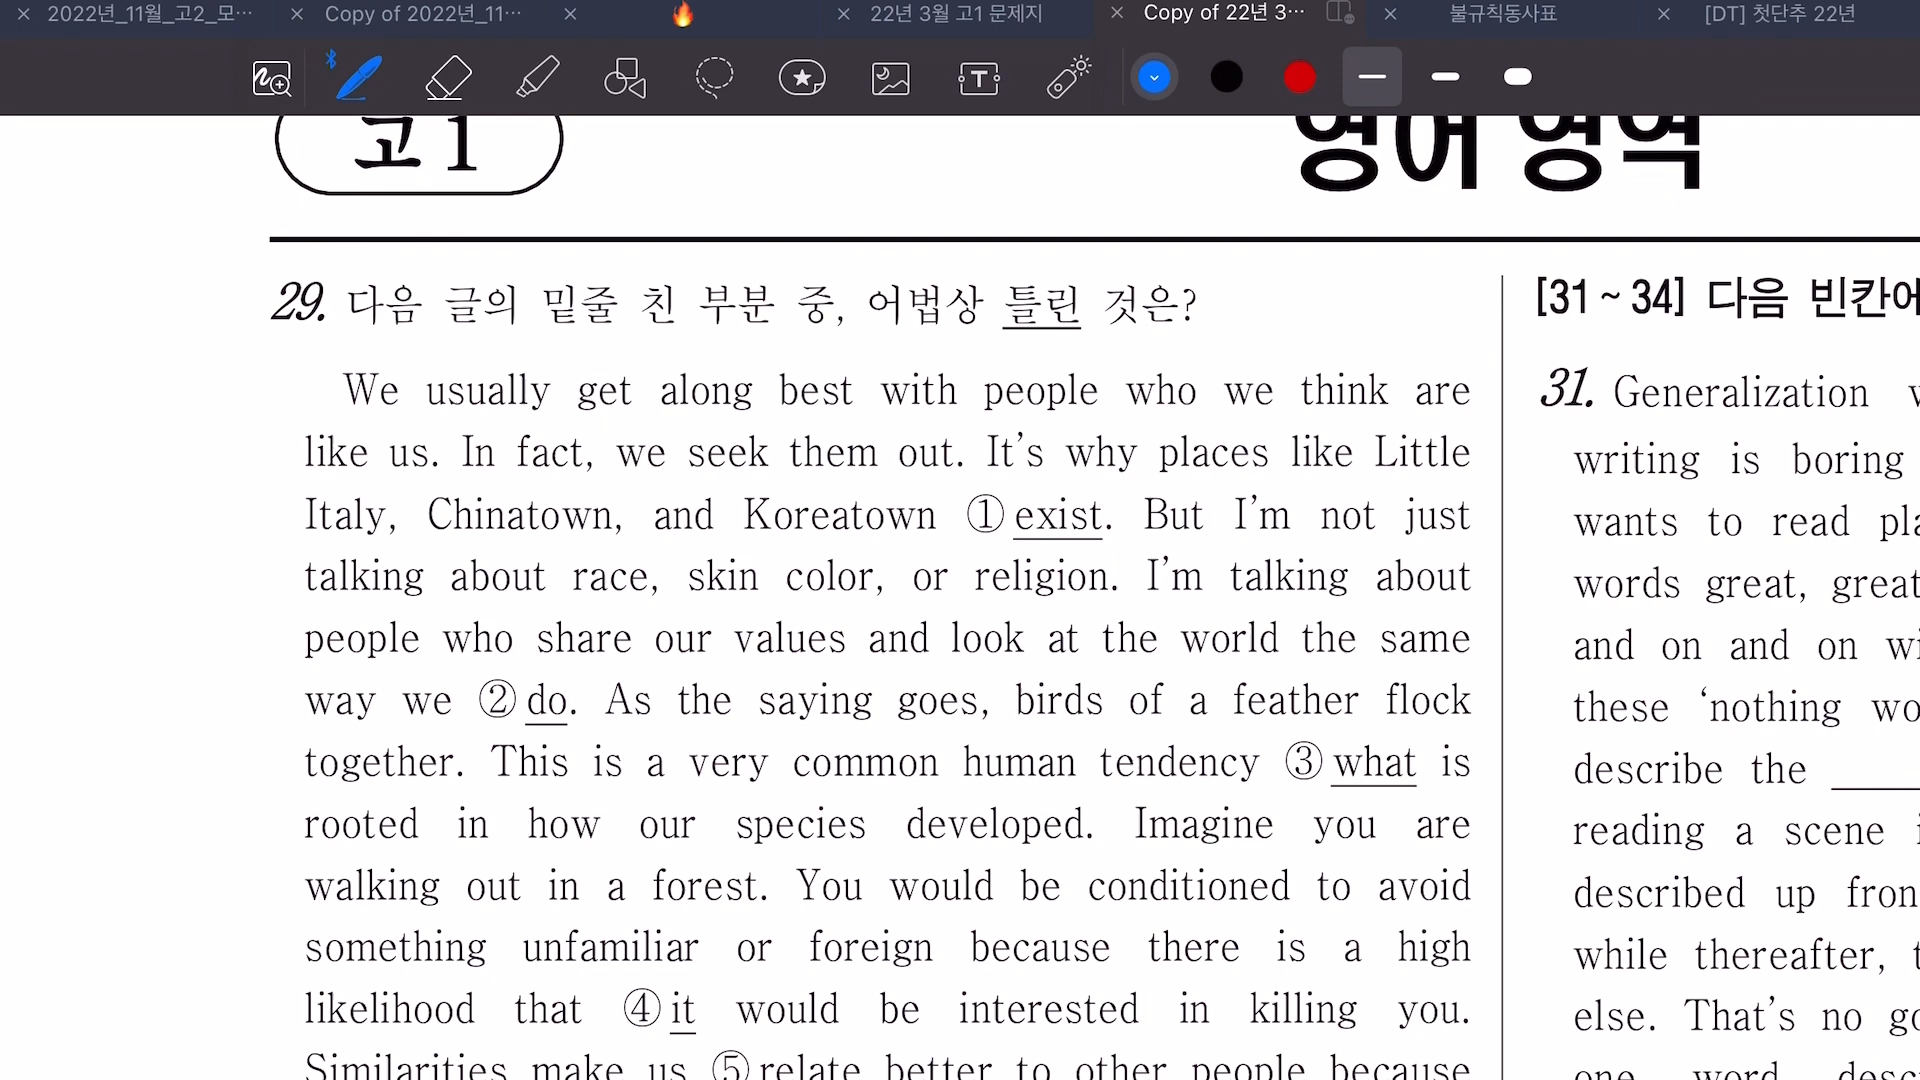 2022년_11월_고2_모…
Copy of 2022년_11…
22년 3월 고1 문제지
Copy of 22년 3…
불규칙동사표
[DT] 첫단추 22년
고1
영어 영역
29. 다음 글의 밑줄 친 부분 중, 어법상 틀린 것은?
We usually get along best with people who we think are
like us. In fact, we seek them out. It's why places like Little
Italy, Chinatown, and Koreatown ① exist. But I'm not just
talking about race, skin color, or religion. I'm talking about
people who share our values and look at the world the same
way we ② do. As the saying goes, birds of a feather flock
together. This is a very common human tendency ③ what is
rooted in how our species developed. Imagine you are
walking out in a forest. You would be conditioned to avoid
something unfamiliar or foreign because there is a high
likelihood that ④ it would be interested in killing you.
Similarities make us ⑤ relate better to other people because
[31 ~ 34] 다음 빈칸에
31. Generalization
writing is boring
wants to read
words great, great
and on and on
these 'nothing
describe the ____
reading a scene
described up
while thereafter,
else. That's no
one word